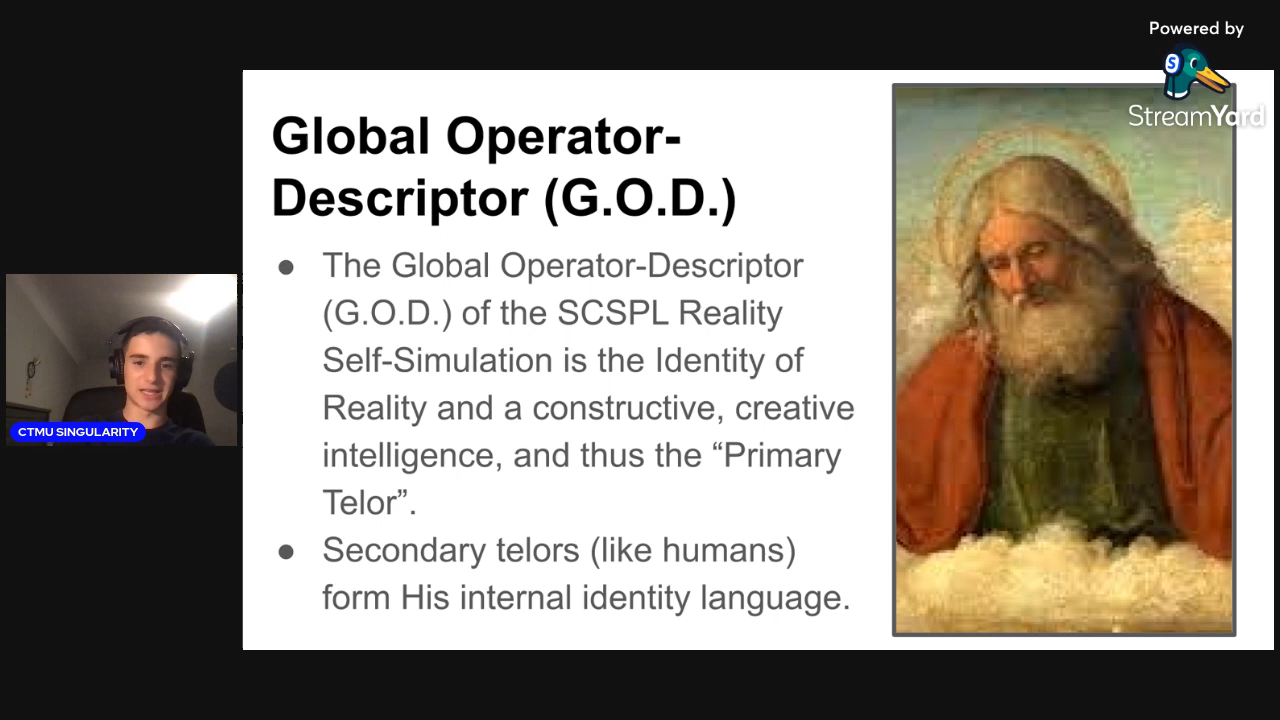 Powered by
S
StreamYard
Global Operator-
Descriptor (G.O.D.)
● The Global Operator-Descriptor
(G.O.D.) of the SCSPL Reality
Self-Simulation is the Identity of
Reality and a constructive, creative
intelligence, and thus the “Primary
Telor”.
● Secondary telors (like humans)
form His internal identity language.
CTMU SINGULARITY